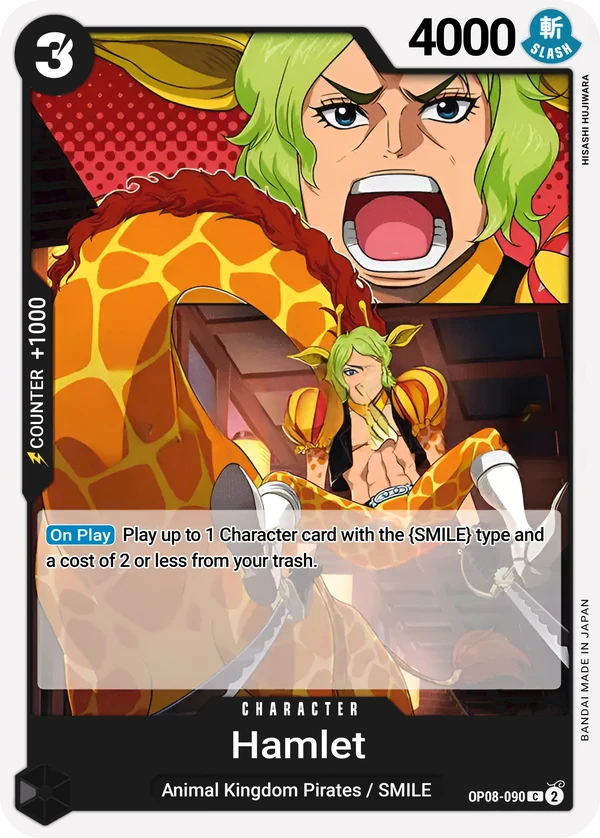 3
4000
斬
SLASH
HISASHI HUJIWARA
COUNTER +1000
On Play Play up to 1 Character card with the {SMILE} type and
a cost of 2 or less from your trash.
BANDAI MADE IN JAPAN
CHARACTER
Hamlet
Animal Kingdom Pirates / SMILE
OP08-090 C 2